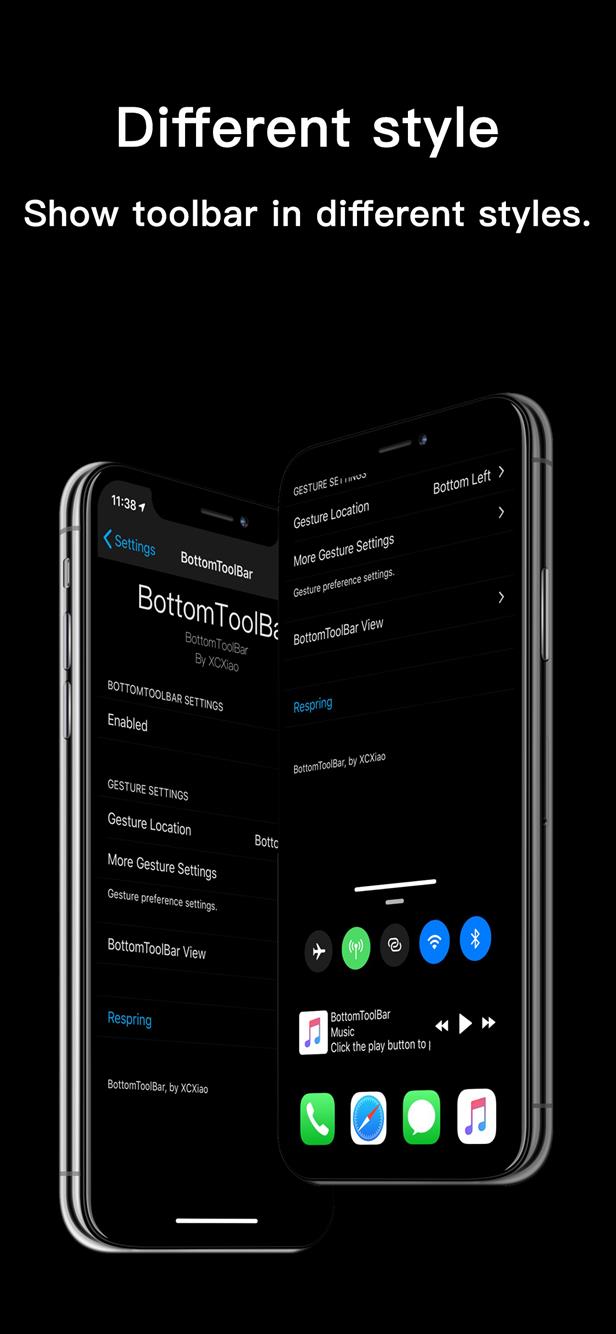 Different style
Show toolbar in different styles.
11:38
Settings
BottomToolBar
BottomToolBa
BottomToolBar
By XCXiao
BOTTOMTOOLBAR SETTINGS
Enabled
GESTURE SETTINGS
Gesture Location
Botto
More Gesture Settings
Gesture preference settings.
BottomToolBar View
Respring
BottomToolBar, by XCXiao
GESTURE SETTINGS
Gesture Location
Bottom Left
More Gesture Settings
Gesture preference settings.
BottomToolBar View
Respring
BottomToolBar, by XCXiao
BottomToolBar
Music
Click the play button to p